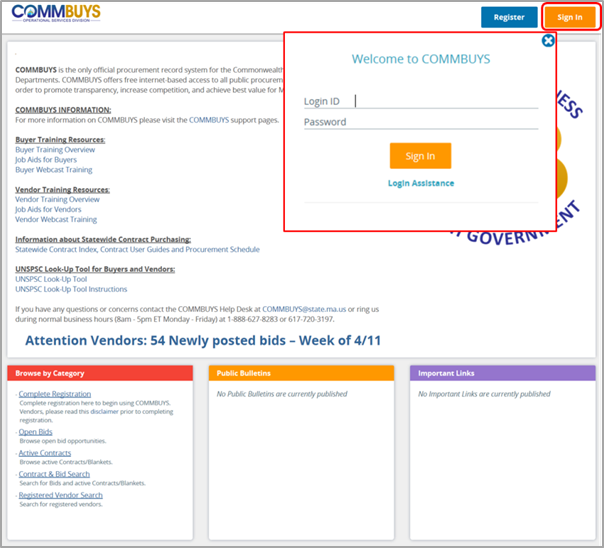 COMMBUYS
OPERATIONAL SERVICES DIVISION
Register
Sign In
COMMBUYS is the only official procurement record system for the Commonwealth
Departments. COMMBUYS offers free internet-based access to all public procurem
order to promote transparency, increase competition, and achieve best value for M
COMMBUYS INFORMATION:
For more information on COMMBUYS please visit the COMMBUYS support pages.
Buyer Training Resources:
Buyer Training Overview
Job Aids for Buyers
Buyer Webcast Training
Vendor Training Resources:
Vendor Training Overview
Job Aids for Vendors
Vendor Webcast Training
Information about Statewide Contract Purchasing:
Statewide Contract Index, Contract User Guides and Procurement Schedule
UNSPSC Look-Up Tool for Buyers and Vendors:
UNSPSC Look-Up Tool
UNSPSC Look-Up Tool Instructions
If you have any questions or concerns contact the COMMBUYS Help Desk at COMMBUYS@state.ma.us or ring us
during normal business hours (8am - 5pm ET Monday - Friday) at 1-888-627-8283 or 617-720-3197.
Attention Vendors: 54 Newly posted bids – Week of 4/11
Welcome to COMMBUYS
Login ID
Password
Sign In
Login Assistance
NESS
GOVERNMENT
Browse by Category
Complete Registration
Complete registration here to begin using COMMBUYS.
Vendors, please read this disclaimer prior to completing
registration.
Open Bids
Browse open bid opportunities.
Active Contracts
Browse active Contracts/Blankets.
Contract & Bid Search
Search for Bids and active Contracts/Blankets.
Registered Vendor Search
Search for registered vendors.
Public Bulletins
No Public Bulletins are currently published
Important Links
No Important Links are currently published